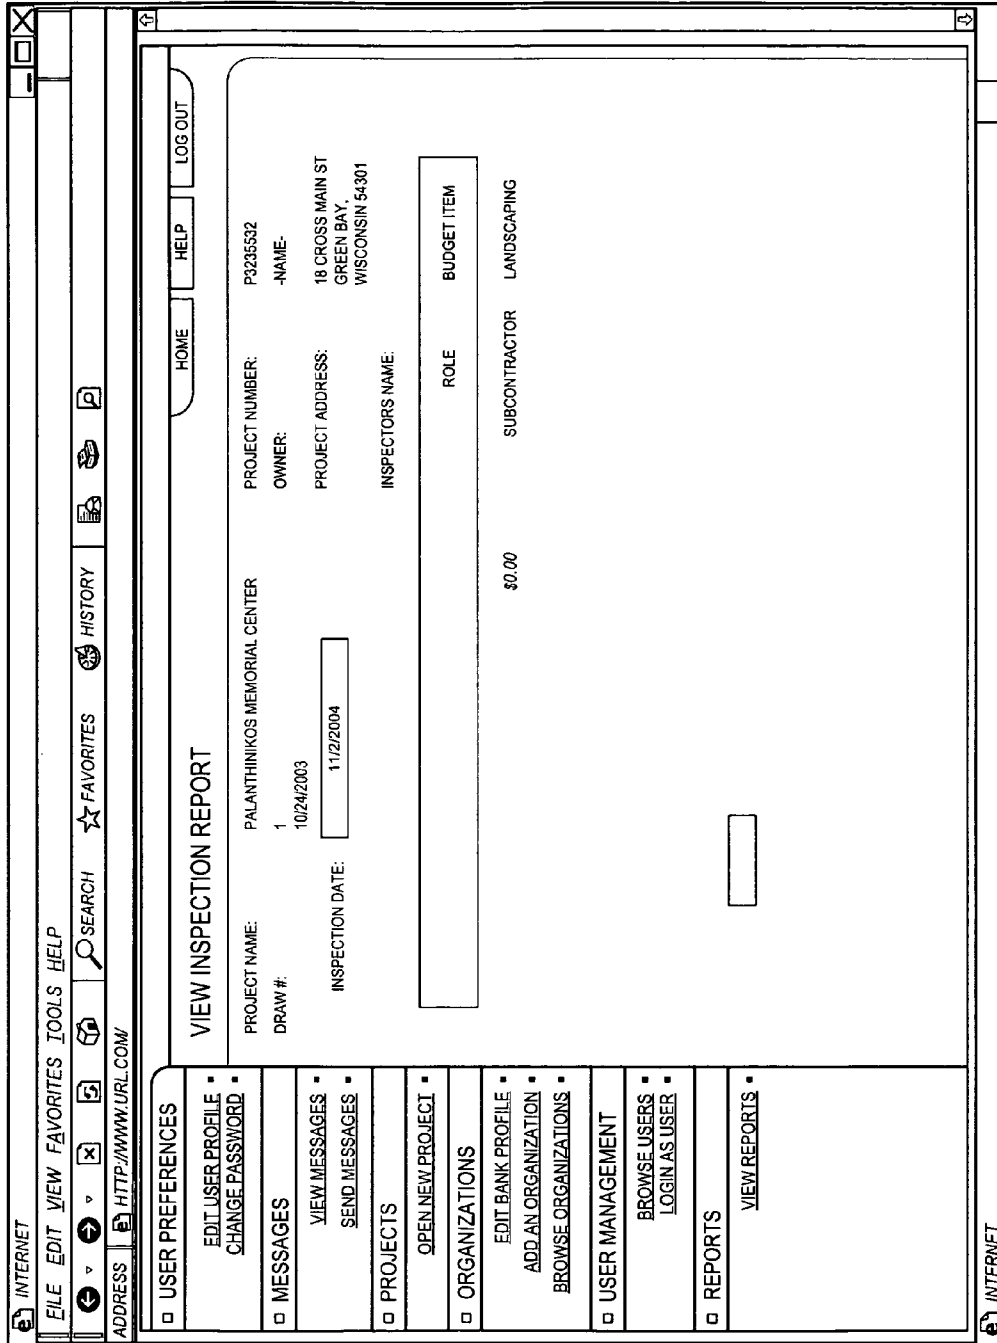 INTERNET
FILE EDIT VIEW FAVORITES TOOLS HELP
SEARCH FAVORITES HISTORY
ADDRESS HTTP://WWW.URL.COM/
HOME HELP LOG OUT
USER PREFERENCES
EDIT USER PROFILE
CHANGE PASSWORD
MESSAGES
VIEW MESSAGES
SEND MESSAGES
PROJECTS
OPEN NEW PROJECT
ORGANIZATIONS
EDIT BANK PROFILE
ADD AN ORGANIZATION
BROWSE ORGANIZATIONS
USER MANAGEMENT
BROWSE USERS
LOGIN AS USER
REPORTS
VIEW REPORTS
VIEW INSPECTION REPORT
PROJECT NAME: PALANTHINIKOS MEMORIAL CENTER PROJECT NUMBER: P3235532
DRAW #: 1 OWNER: -NAME-
10/24/2003
PROJECT ADDRESS: 18 CROSS MAIN ST
GREEN BAY,
WISCONSIN 54301
INSPECTION DATE: 11/2/2004
INSPECTORS NAME:
ROLE BUDGET ITEM
$0.00 SUBCONTRACTOR LANDSCAPING
INTERNET